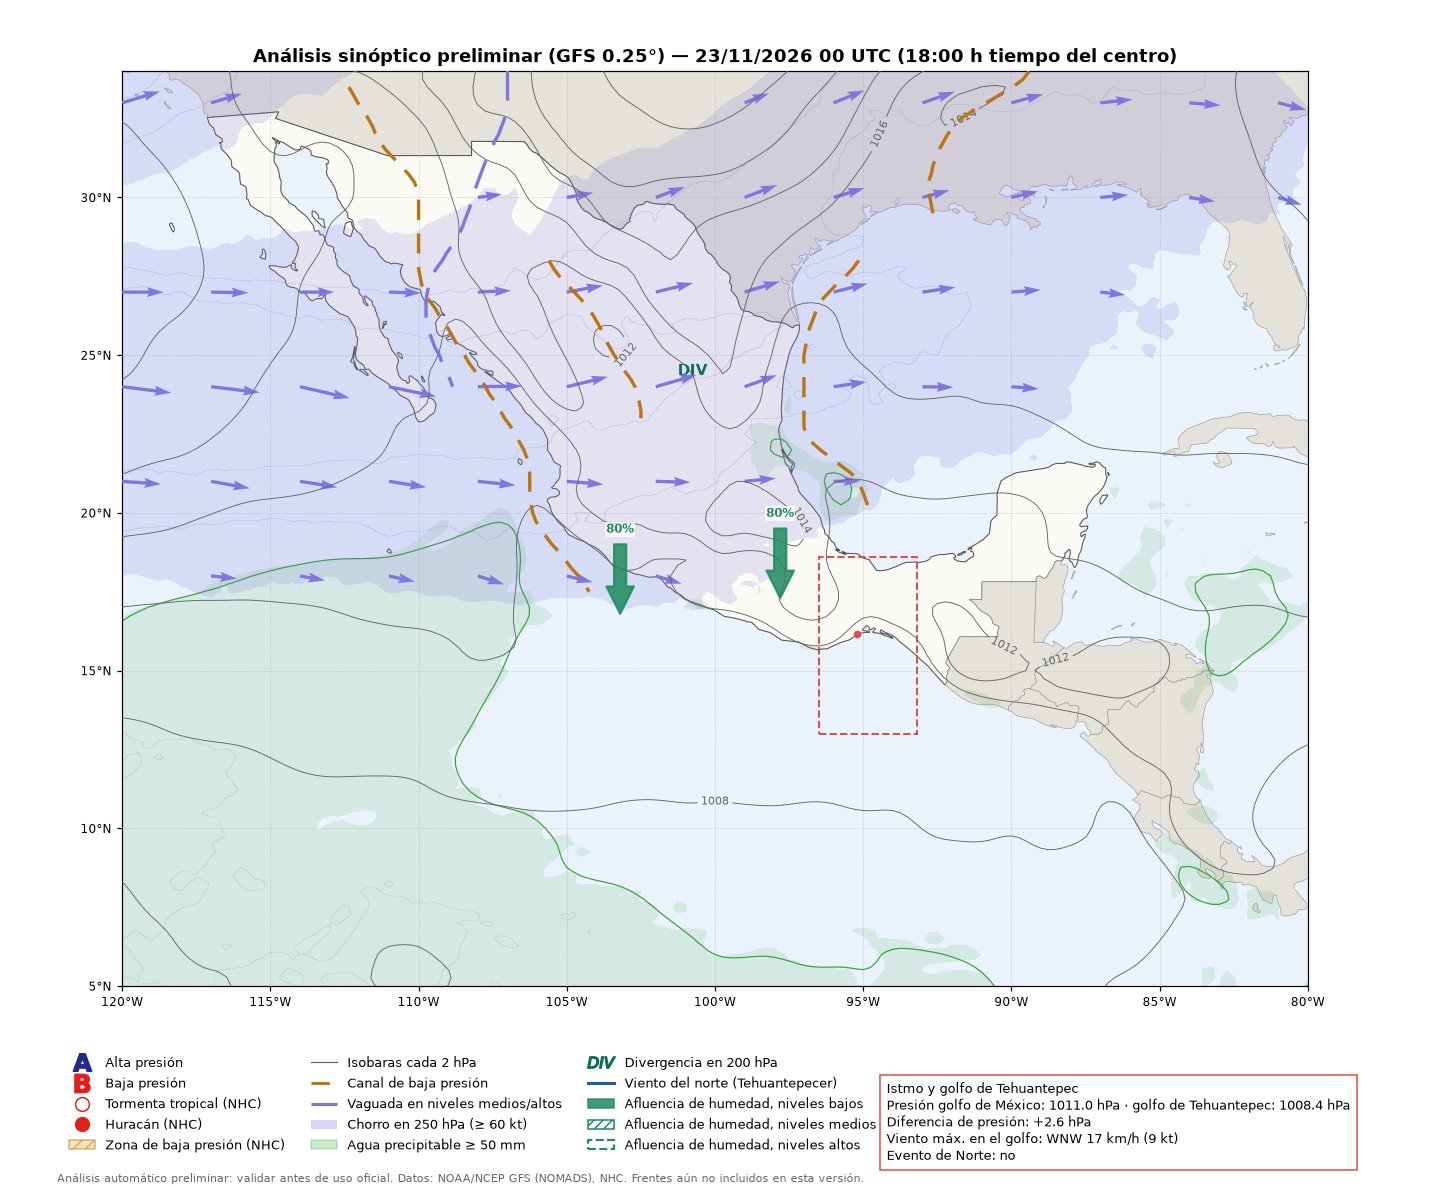 Análisis sinóptico preliminar (GFS 0.25°) — 23/11/2026 00 UTC (18:00 h tiempo del centro)
1016
1014
30°N
1012
DIV
25°N
20°N
80%
80%
1014
15°N
1012
1012
1008
10°N
5°N
120°W
115°W
110°W
105°W
100°W
95°W
90°W
85°W
80°W
A Alta presión
B Baja presión
Tormenta tropical (NHC)
Huracán (NHC)
Zona de baja presión (NHC)
Isobaras cada 2 hPa
Canal de baja presión
Vaguada en niveles medios/altos
Chorro en 250 hPa (≥ 60 kt)
Agua precipitable ≥ 50 mm
DIV Divergencia en 200 hPa
Viento del norte (Tehuantepecer)
Afluencia de humedad, niveles bajos
Afluencia de humedad, niveles medios
Afluencia de humedad, niveles altos
Istmo y golfo de Tehuantepec
Presión golfo de México: 1011.0 hPa · golfo de Tehuantepec: 1008.4 hPa
Diferencia de presión: +2.6 hPa
Viento máx. en el golfo: WNW 17 km/h (9 kt)
Evento de Norte: no
Análisis automático preliminar: validar antes de uso oficial. Datos: NOAA/NCEP GFS (NOMADS), NHC. Frentes aún no incluidos en esta versión.